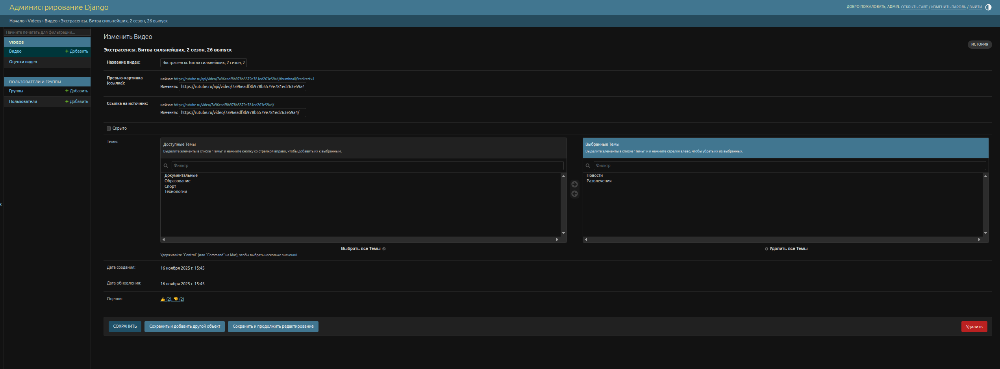 Администрирование Django
ДОБРО ПОЖАЛОВАТЬ, ADMIN. ОТКРЫТЬ САЙТ / ИЗМЕНИТЬ ПАРОЛЬ / ВЫЙТИ
Начало › Videos › Видео › Экстрасенсы. Битва сильнейших, 2 сезон, 26 выпуск
Начните печатать для фильтрации...
VIDEOS
Видео + Добавить
Оценки видео
ПОЛЬЗОВАТЕЛИ И ГРУППЫ
Группы + Добавить
Пользователи + Добавить
«
Изменить Видео
ИСТОРИЯ
Экстрасенсы. Битва сильнейших, 2 сезон, 26 выпуск
Название видео: Экстрасенсы. Битва сильнейших, 2 сезон, 2
Превью-картинка (ссылка):
Сейчас: https://rutube.ru/api/video/7a96eadf8b978b5579e781ed263e59a4/thumbnail/?redirect=1
Изменить: https://rutube.ru/api/video/7a96eadf8b978b5579e781ed263e59a4
Ссылка на источник:
Сейчас: https://rutube.ru/video/7a96eadf8b978b5579e781ed263e59a4/
Изменить: https://rutube.ru/video/7a96eadf8b978b5579e781ed263e59a4/
Скрыто
Темы:
Доступные Темы
Выделите элементы в списке "Темы" и нажмите кнопку со стрелкой вправо, чтобы добавить их к выбранным.
Фильтр
Документальные
Образование
Спорт
Технологии
Выбрать все Темы
Выбранные Темы
Выделите элементы в списке "Темы" и и нажмите стрелку влево, чтобы убрать их из выбранных.
Фильтр
Новости
Развлечения
Удалить все Темы
Удерживайте "Control" (или "Command" на Mac), чтобы выбрать несколько значений.
Дата создания: 16 ноября 2025 г. 15:45
Дата обновления: 16 ноября 2025 г. 15:45
Оценки: 👍 (2), 👎 (2)
СОХРАНИТЬ Сохранить и добавить другой объект Сохранить и продолжить редактирование Удалить